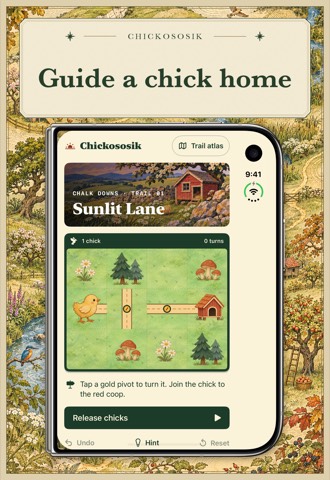 CHICKOSOSIK
Guide a chick home
Chickososik
Trail atlas
9:41
CHALK DOWNS · TRAIL 01
Sunlit Lane
1 chick
0 turns
Tap a gold pivot to turn it. Join the chick to
the red coop.
Release chicks
Undo
Hint
Reset